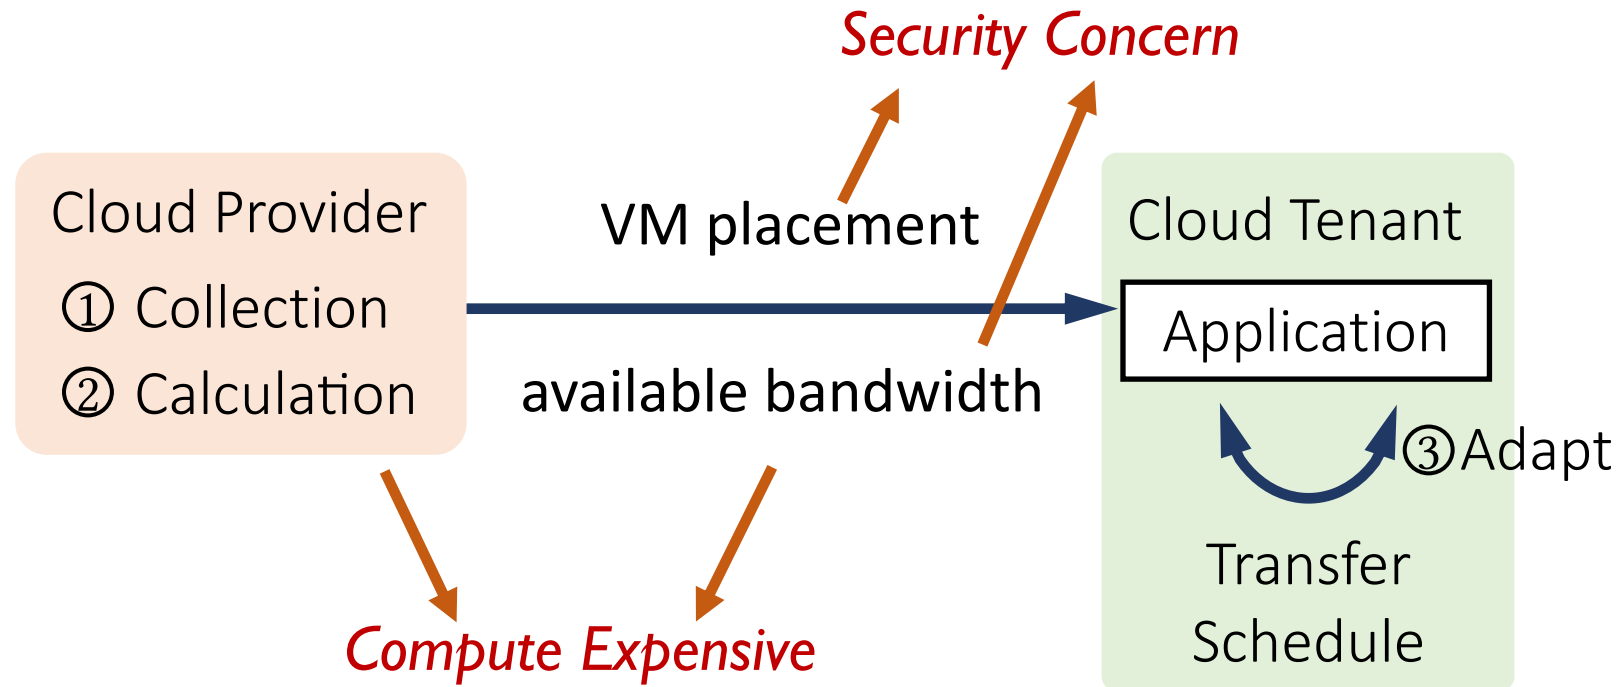 Security Concern
Cloud Provider
① Collection
② Calculation
VM placement
available bandwidth
Compute Expensive
Cloud Tenant
Application
③Adapt
Transfer
Schedule